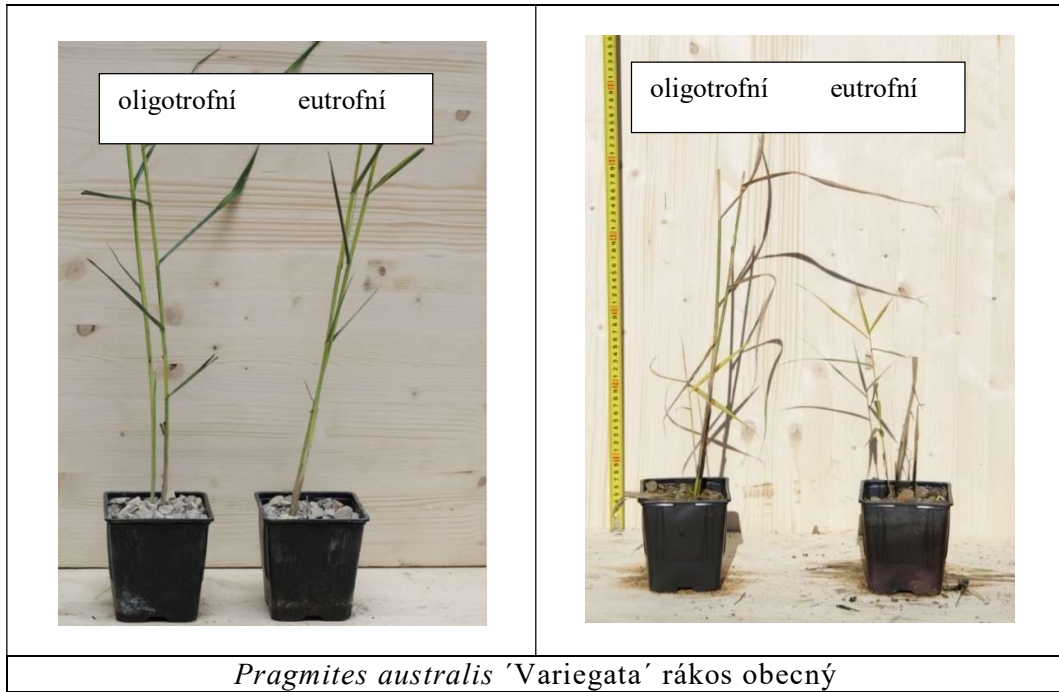 oligotrofní eutrofní
oligotrofní eutrofní
Pragmites australis ´Variegata´ rákos obecný